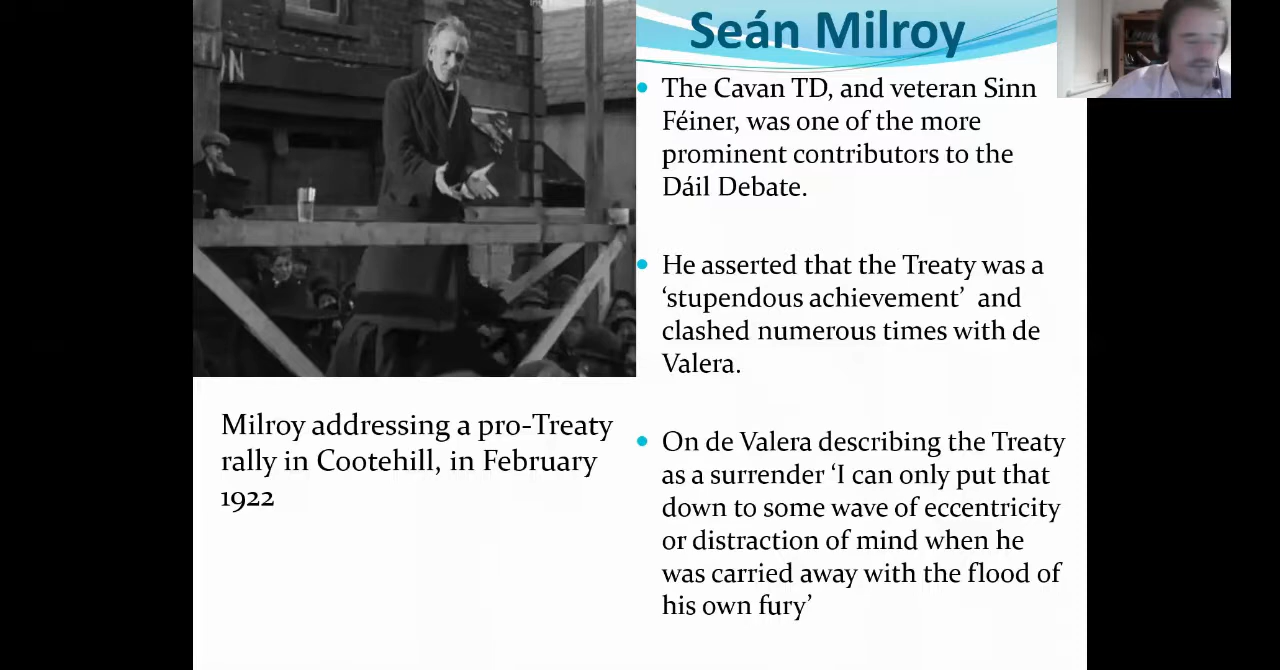 Seán Milroy
The Cavan TD, and veteran Sinn
Féiner, was one of the more
prominent contributors to the
Dáil Debate.
He asserted that the Treaty was a
‘stupendous achievement’ and
clashed numerous times with de
Valera.
On de Valera describing the Treaty
as a surrender ‘I can only put that
down to some wave of eccentricity
or distraction of mind when he
was carried away with the flood of
his own fury’
Milroy addressing a pro-Treaty
rally in Cootehill, in February
1922